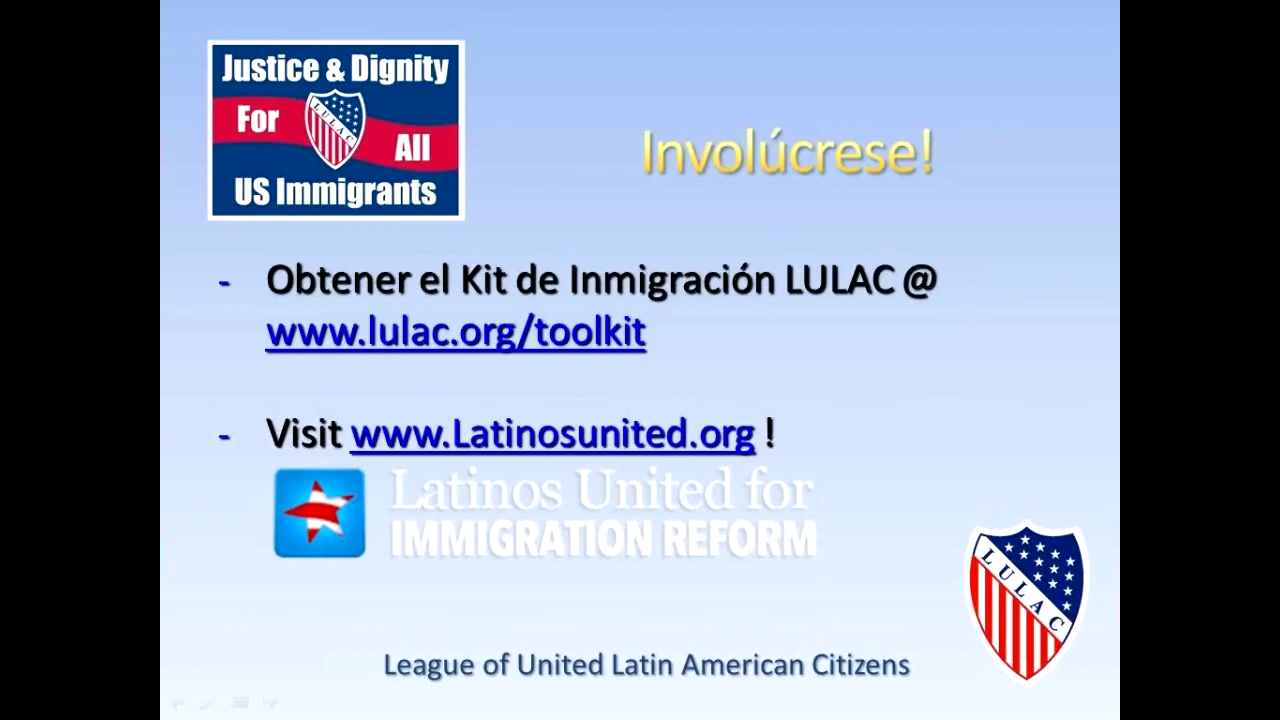 Justice & Dignity
For
LULAC
All
US Immigrants
Involúcrese!
- Obtener el Kit de Inmigración LULAC @
www.lulac.org/toolkit
- Visit www.Latinosunited.org !
Latinos United for
IMMIGRATION REFORM
LULAC
League of United Latin American Citizens